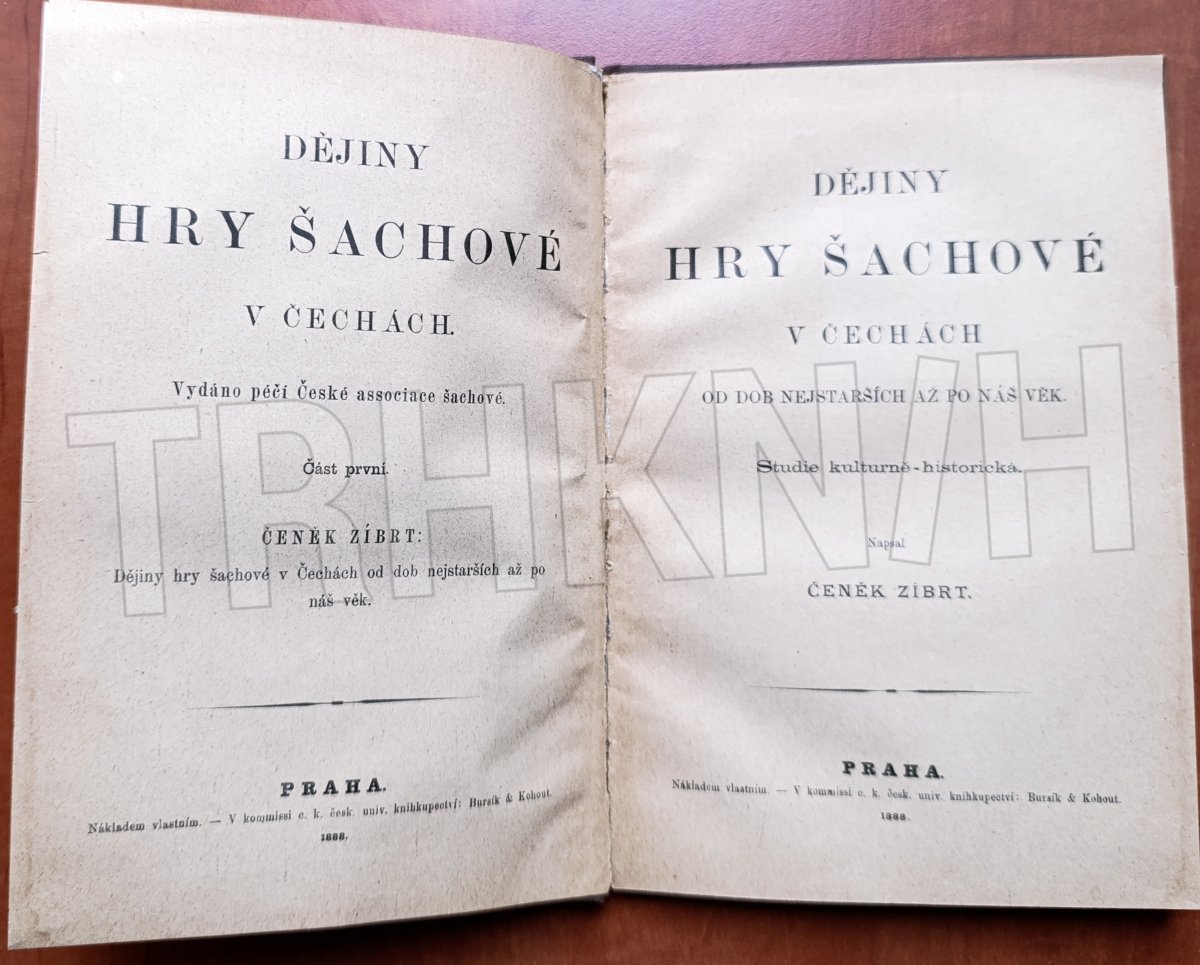 DĚJINY
HRY ŠACHOVÉ
V ČECHÁCH.
Vydáno péčí České associace šachové.
Část první.
ČENĚK ZÍBRT:
Dějiny hry šachové v Čechách od dob nejstarších až po
náš věk.
PRAHA.
Nákladem vlastním. — V kommissi c. k. česk. univ. knihkupectví: Bursík & Kohout.
1888.
DĚJINY
HRY ŠACHOVÉ
V ČECHÁCH
OD DOB NEJSTARŠÍCH AŽ PO NÁŠ VĚK.
Studie kulturně-historická.
Napsal
ČENĚK ZÍBRT.
PRAHA.
Nákladem vlastním. — V kommissi c. k. česk. univ. knihkupectví: Bursík & Kohout.
1888.
TRHKNIH